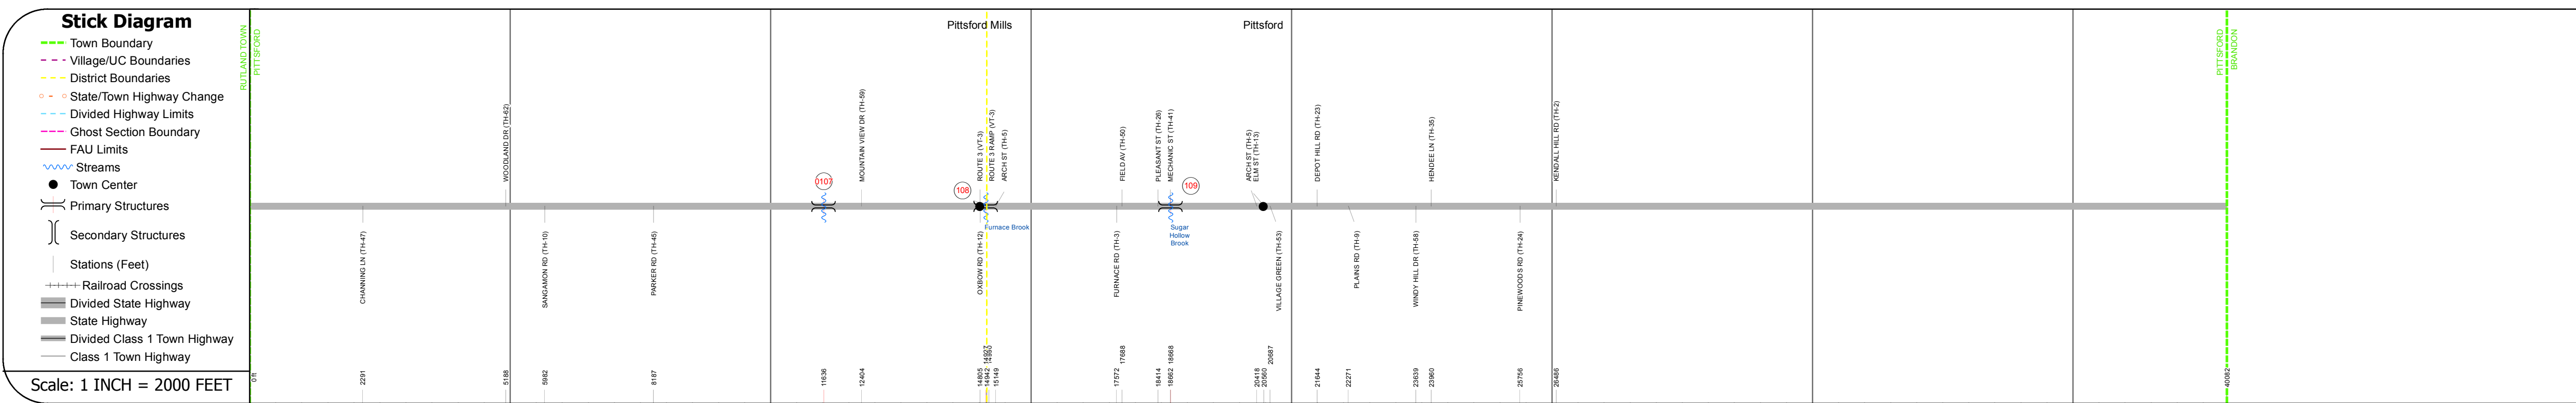 Stick Diagram
Town Boundary
Village/UC Boundaries
District Boundaries
State/Town Highway Change
Divided Highway Limits
Ghost Section Boundary
FAU Limits
Streams
Town Center
Primary Structures
Secondary Structures
Stations (Feet)
Railroad Crossings
Divided State Highway
State Highway
Divided Class 1 Town Highway
Class 1 Town Highway
Scale: 1 INCH = 2000 FEET
RUTLAND TOWN
PITTSFORD
Pittsford Mills
Pittsford
PITTSFORD
BRANDON
WOODLAND DR (TH-52)
MOUNTAIN VIEW DR (TH-59)
ROUTE 3 (VT-3)
ROUTE 3 RAMP (VT-3)
ARCH ST (TH-5)
FIELD AV (TH-50)
PLEASANT ST (TH-26)
MECHANIC ST (TH-41)
ARCH ST (TH-5)
ELM ST (TH-13)
DEPOT HILL RD (TH-23)
HENDEE LN (TH-35)
KENDALL HILL RD (TH-2)
0107
108
109
Furnace Brook
Sugar
Hollow
Brook
CHANNING LN (TH-47)
SANGAMON RD (TH-10)
PARKER RD (TH-45)
OXBOW RD (TH-12)
FURNACE RD (TH-3)
VILLAGE GREEN (TH-53)
PLAINS RD (TH-9)
WINDY HILL DR (TH-58)
PINEWOODS RD (TH-24)
0 ft
2291
5188
5982
8187
11636
12404
14805
14927
14942
15149
17572
17688
18414
18662
18668
20418
20560
20687
21644
22271
23639
23960
25756
26486
40082